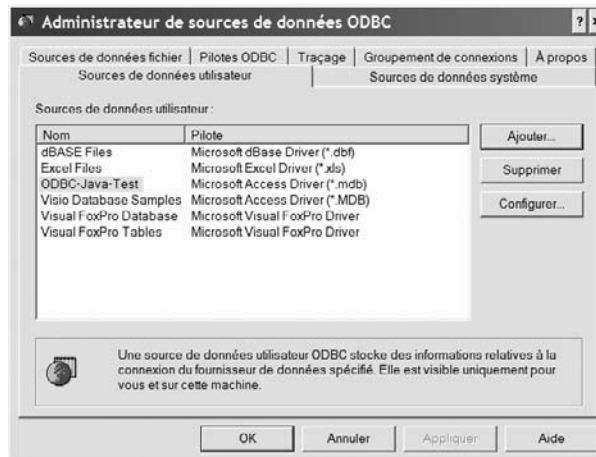 Administrateur de sources de données ODBC
Sources de données fichier Pilotes ODBC Traçage Groupement de connexions À propos
Sources de données utilisateur Sources de données système
Sources de données utilisateur :
Nom Pilote
dBASE Files Microsoft dBase Driver (*.dbf)
Excel Files Microsoft Excel Driver (*.xls)
ODBC-Java-Test Microsoft Access Driver (*.mdb)
Visio Database Samples Microsoft Access Driver (*.MDB)
Visual FoxPro Database Microsoft Visual FoxPro Driver
Visual FoxPro Tables Microsoft Visual FoxPro Driver
Ajouter...
Supprimer
Configurer...
Une source de données utilisateur ODBC stocke des informations relatives à la
connexion du fournisseur de données spécifié. Elle est visible uniquement pour
vous et sur cette machine.
OK Annuler Appliquer Aide